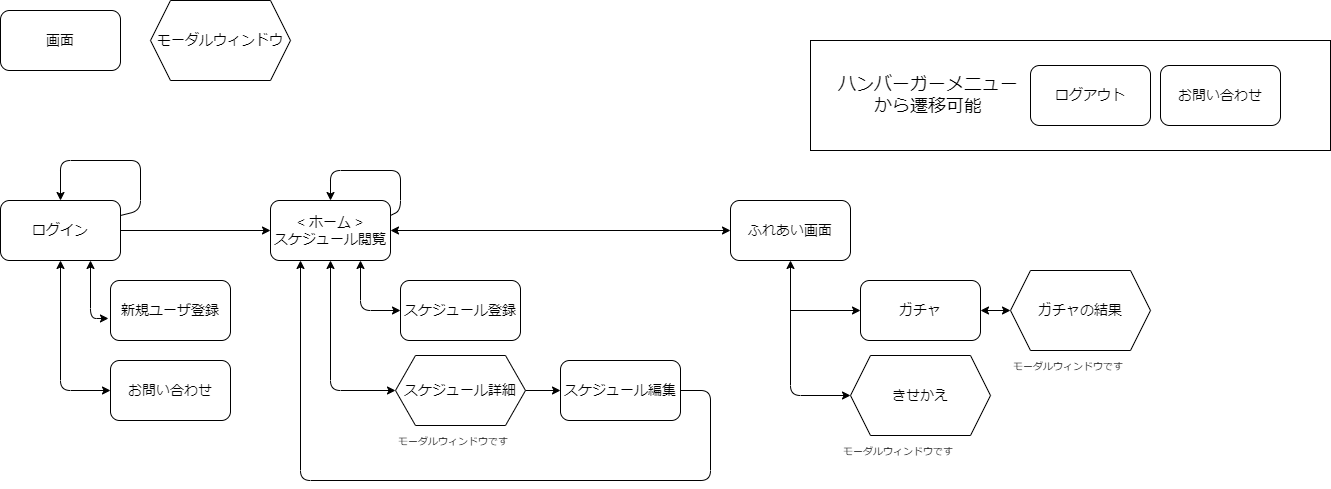 画面
モーダルウィンドウ
ハンバーガーメニュー
から遷移可能
ログアウト
お問い合わせ
ログイン
<ホーム>
スケジュール閲覧
ふれあい画面
新規ユーザ登録
スケジュール登録
ガチャ
ガチャの結果
モーダルウィンドウです
お問い合わせ
スケジュール詳細
スケジュール編集
きせかえ
モーダルウィンドウです
モーダルウィンドウです